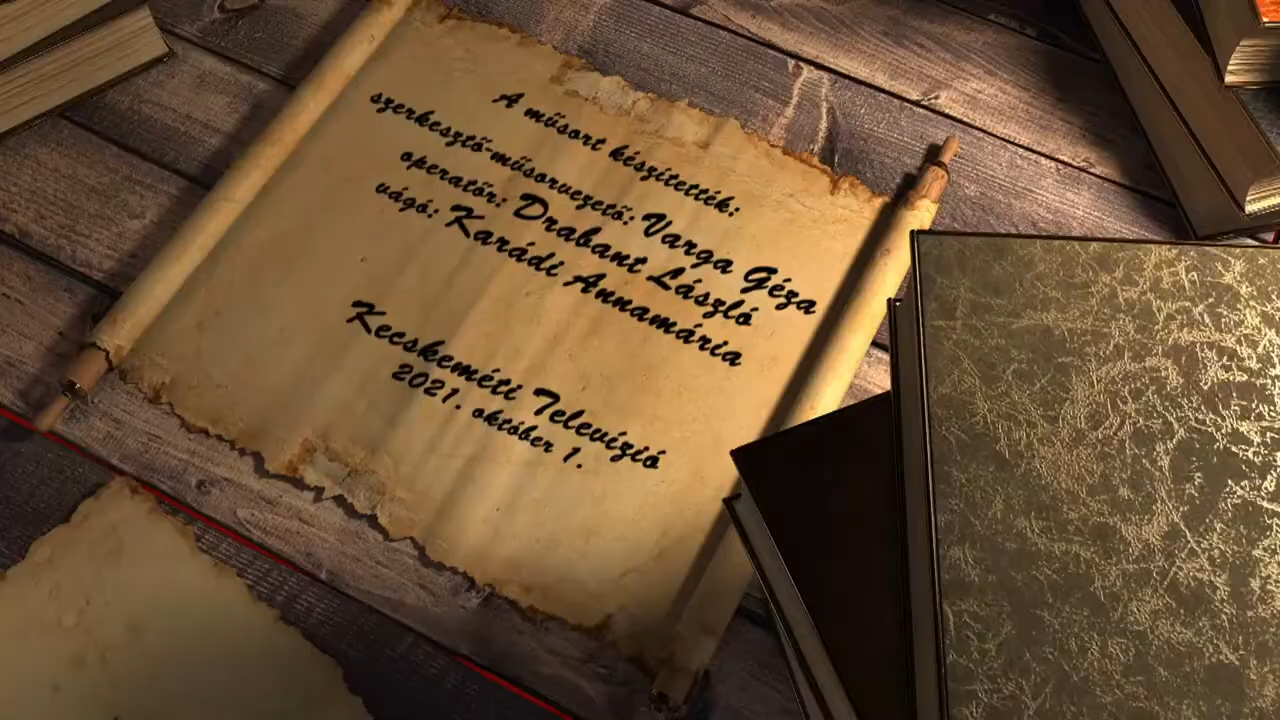 A műsort készítették:
szerkesztő-műsorvezető: Varga Géza
operatőr: Drabant László
vágó: Karádi Annamária
Kecskeméti Televízió
2021. október 1.